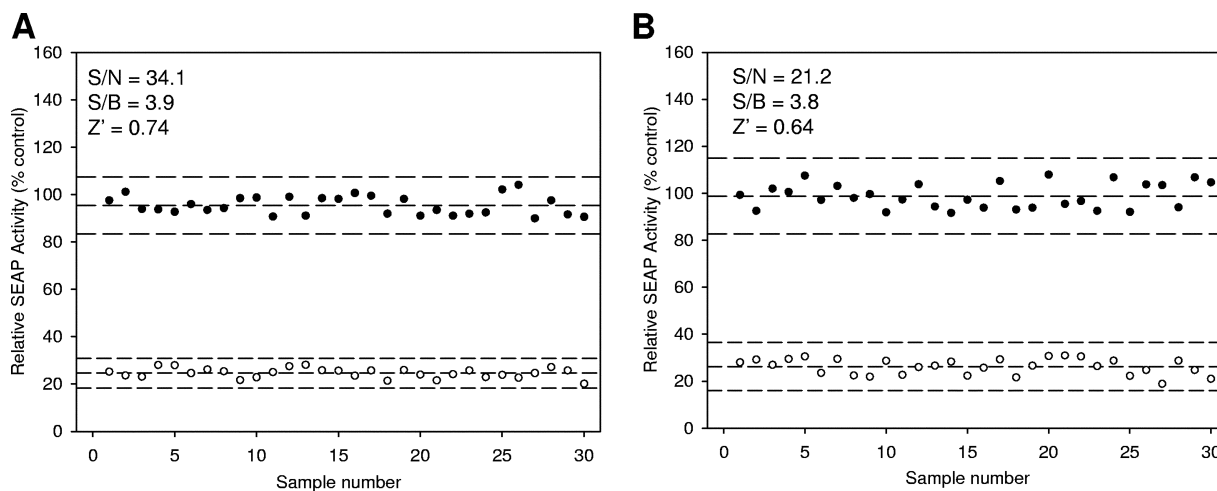 A
160
140
120
100
80
60
40
20
0
S/N = 34.1
S/B = 3.9
Z’ = 0.74
Relative SEAP Activity (% control)
0 5 10 15 20 25 30
Sample number
B
160
140
120
100
80
60
40
20
0
S/N = 21.2
S/B = 3.8
Z’ = 0.64
Relative SEAP Activity (% control)
0 5 10 15 20 25 30
Sample number